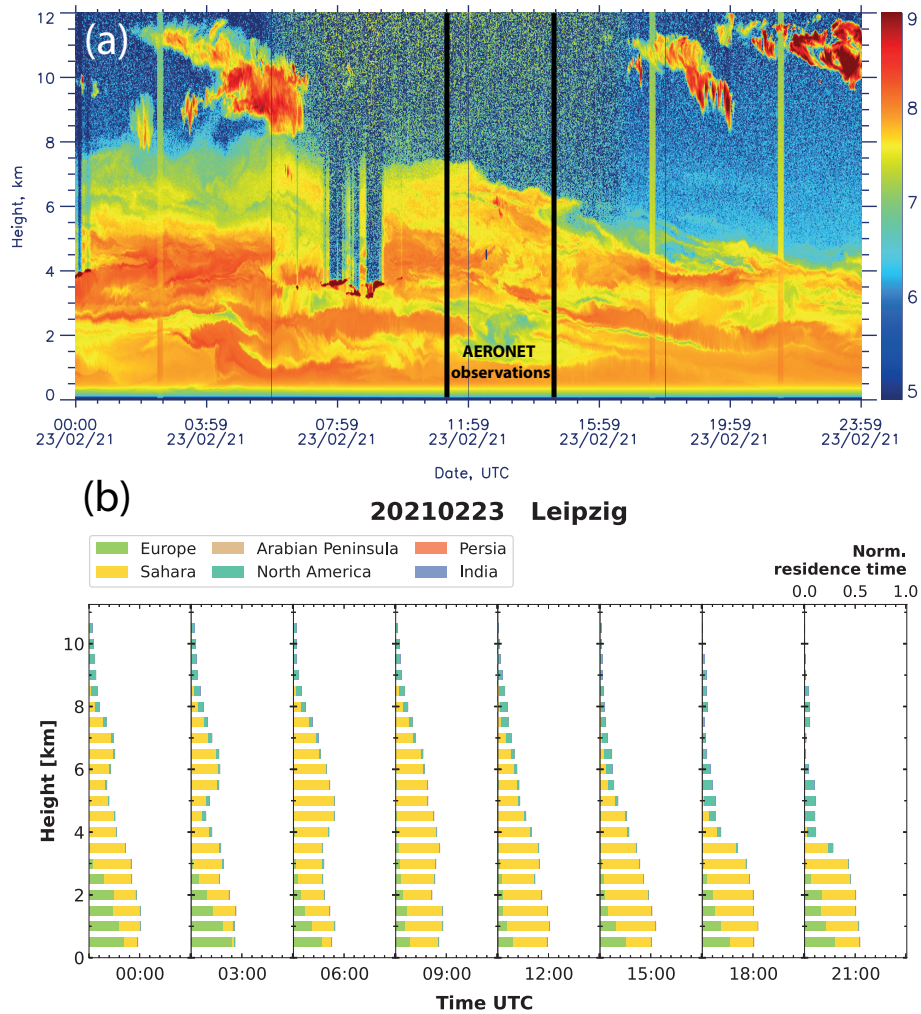 (a)
12
10
8
6
4
2
0
Height, km
9
8
7
6
5
AERONET
observations
00:00 03:59 07:59 11:59 15:59 19:59 23:59
23/02/21 23/02/21 23/02/21 23/02/21 23/02/21 23/02/21 23/02/21
Date, UTC
(b)
20210223 Leipzig
Europe Arabian Peninsula Persia
Sahara North America India
Norm.
residence time
0.0 0.5 1.0
10
8
6
4
2
0
Height [km]
00:00 03:00 06:00 09:00 12:00 15:00 18:00 21:00
Time UTC